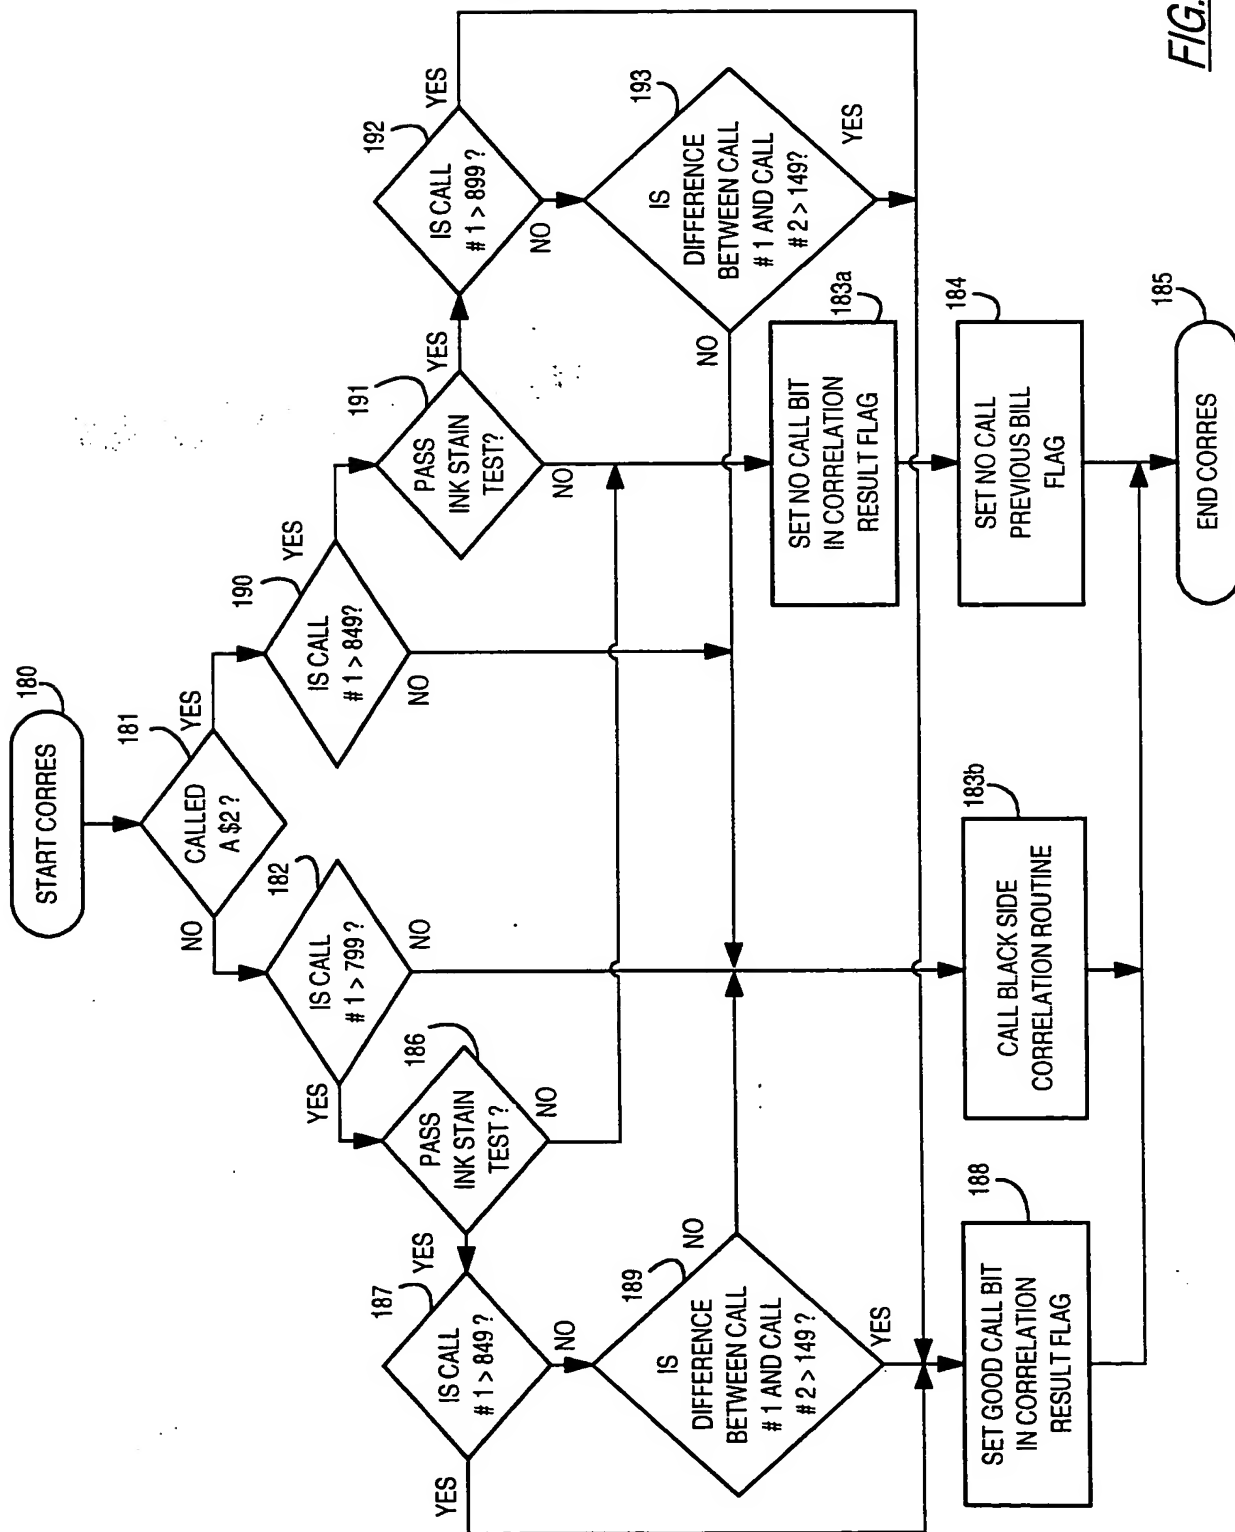 START CORRES
180
CALLED
A $2 ?
181
NO
YES
IS CALL
# 1 > 799 ?
182
YES
NO
IS CALL
# 1 > 849?
190
YES
NO
PASS
INK STAIN
TEST ?
186
YES
NO
PASS
INK STAIN
TEST?
191
YES
NO
IS CALL
# 1 > 849 ?
187
YES
NO
IS CALL
# 1 > 899 ?
192
YES
NO
IS
DIFFERENCE
BETWEEN CALL
# 1 AND CALL
# 2 > 149 ?
189
NO
YES
IS
DIFFERENCE
BETWEEN CALL
# 1 AND CALL
# 2 > 149?
193
NO
YES
SET NO CALL BIT
IN CORRELATION
RESULT FLAG
183a
SET GOOD CALL BIT
IN CORRELATION
RESULT FLAG
188
CALL BLACK SIDE
CORRELATION ROUTINE
183b
SET NO CALL
PREVIOUS BILL
FLAG
184
END CORRES
185
FIG.